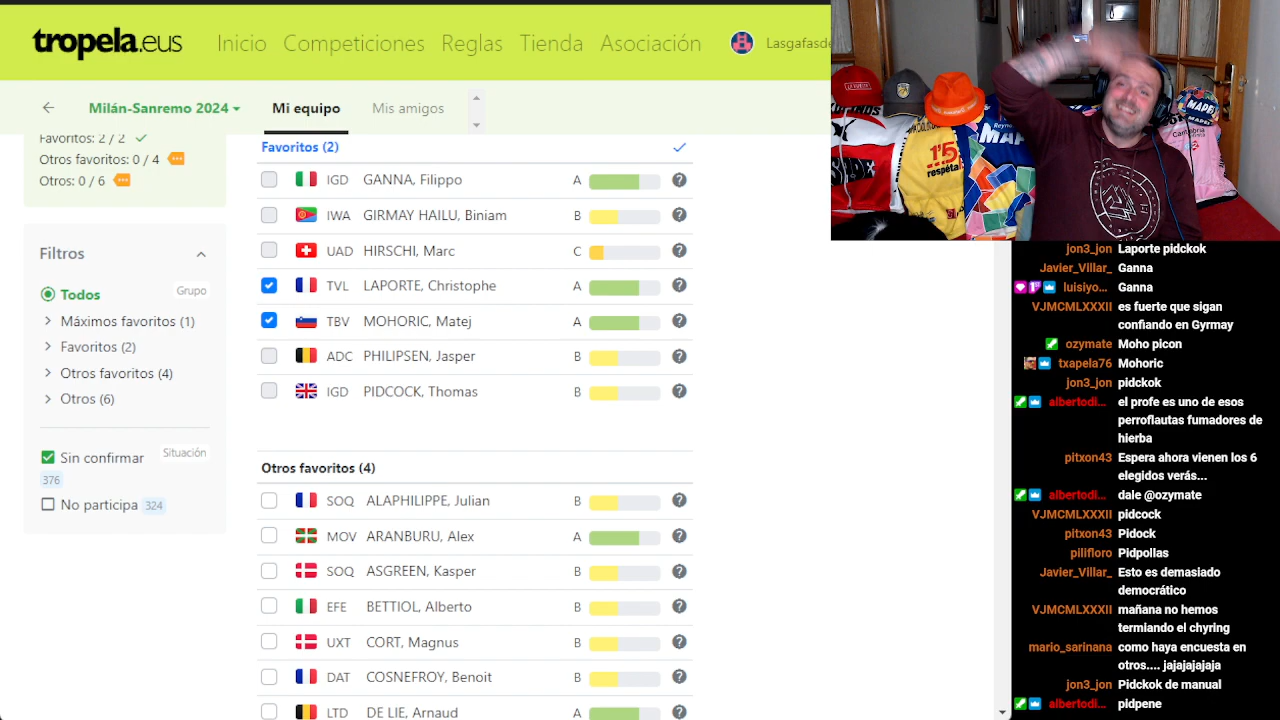 tropela.eus
Inicio Competiciones Reglas Tienda Asociación
Lasgafasde
Milán-Sanremo 2024
Mi equipo
Mis amigos
Favoritos: 2 / 2
Otros favoritos: 0 / 4
Otros: 0 / 6
Filtros
Grupo
Todos
Máximos favoritos (1)
Favoritos (2)
Otros favoritos (4)
Otros (6)
Situación
Sin confirmar
376
No participa 324
Favoritos (2)
IGD GANNA, Filippo A
IWA GIRMAY HAILU, Biniam B
UAD HIRSCHI, Marc C
TVL LAPORTE, Christophe A
TBV MOHORIC, Matej A
ADC PHILIPSEN, Jasper B
IGD PIDCOCK, Thomas B
Otros favoritos (4)
SOQ ALAPHILIPPE, Julian B
MOV ARANBURU, Alex A
SOQ ASGREEN, Kasper B
EFE BETTIOL, Alberto B
UXT CORT, Magnus B
DAT COSNEFROY, Benoit B
LTD DE LIE, Arnaud A
LA VUELTA
1'5
respéta
Reyno
MAPEI
Cantabria
jon3_jon Laporte pidckok
Javier_Villar_ Ganna
luisiyo... Ganna
VJMCMLXXXII es fuerte que sigan
confiando en Gyrmay
ozymate Moho picon
txapela76 Mohoric
jon3_jon pidckok
albertodi... el profe es uno de esos
perroflautas fumadores de
hierba
pitxon43 Espera ahora vienen los 6
elegidos verás...
albertodi... dale @ozymate
VJMCMLXXXII pidcock
pitxon43 Pidock
pilifloro Pidpollas
Javier_Villar_ Esto es demasiado
democrático
VJMCMLXXXII mañana no hemos
termiando el chyring
mario_sarinana como haya encuesta en
otros.... jajajajajaja
jon3_jon Pidckok de manual
albertodi... pidpene